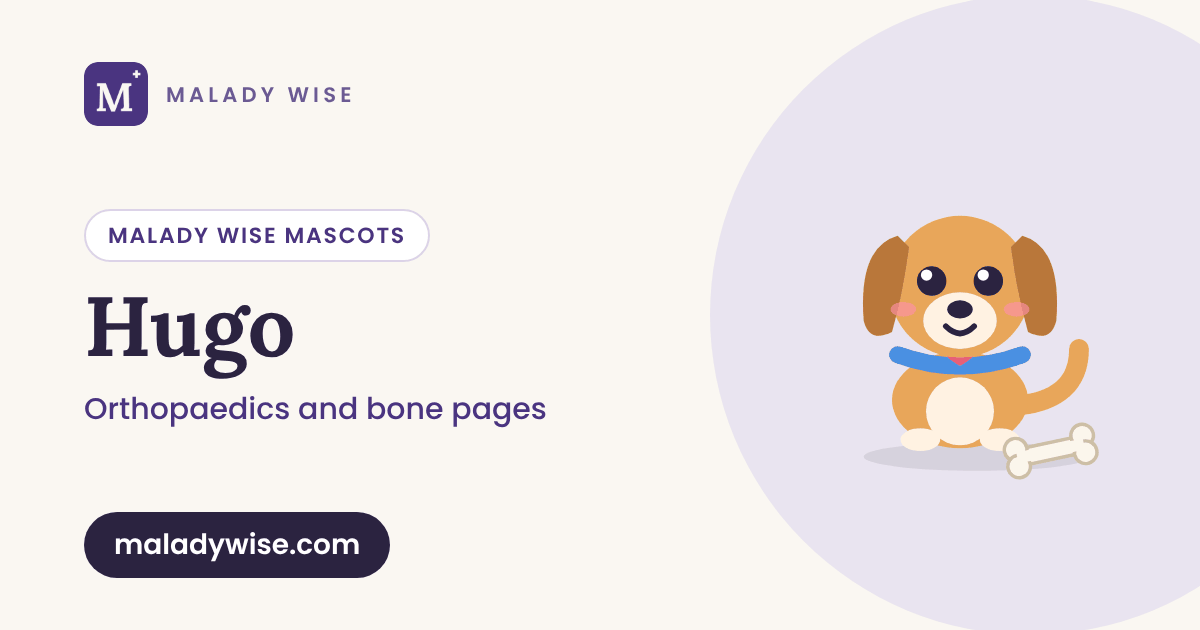 M+
MALADY WISE
MALADY WISE MASCOTS
Hugo
Orthopaedics and bone pages
maladywise.com